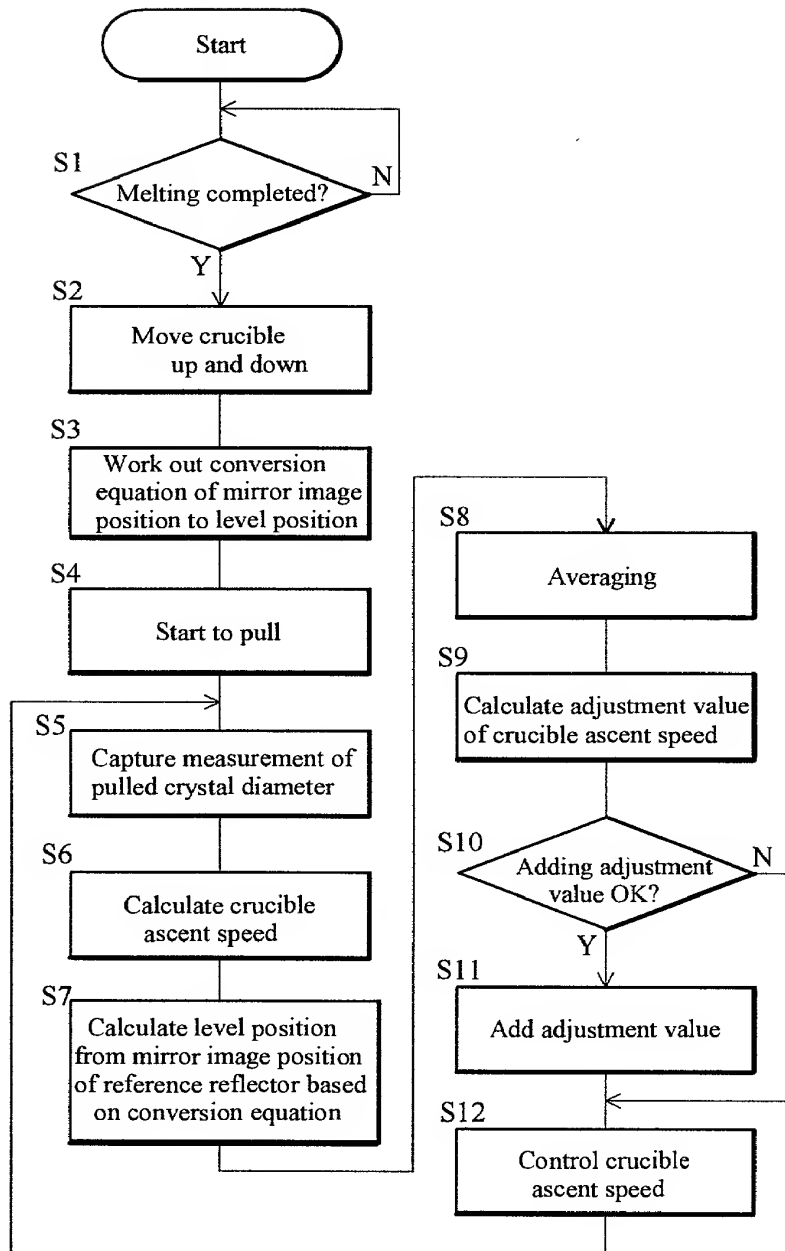 Start
S1
Melting completed?
N
Y
S2
Move crucible
up and down
S3
Work out conversion
equation of mirror image
position to level position
S4
Start to pull
S5
Capture measurement of
pulled crystal diameter
S6
Calculate crucible
ascent speed
S7
Calculate level position
from mirror image position
of reference reflector based
on conversion equation
S8
Averaging
S9
Calculate adjustment value
of crucible ascent speed
S10
Adding adjustment
value OK?
N
Y
S11
Add adjustment value
S12
Control crucible
ascent speed